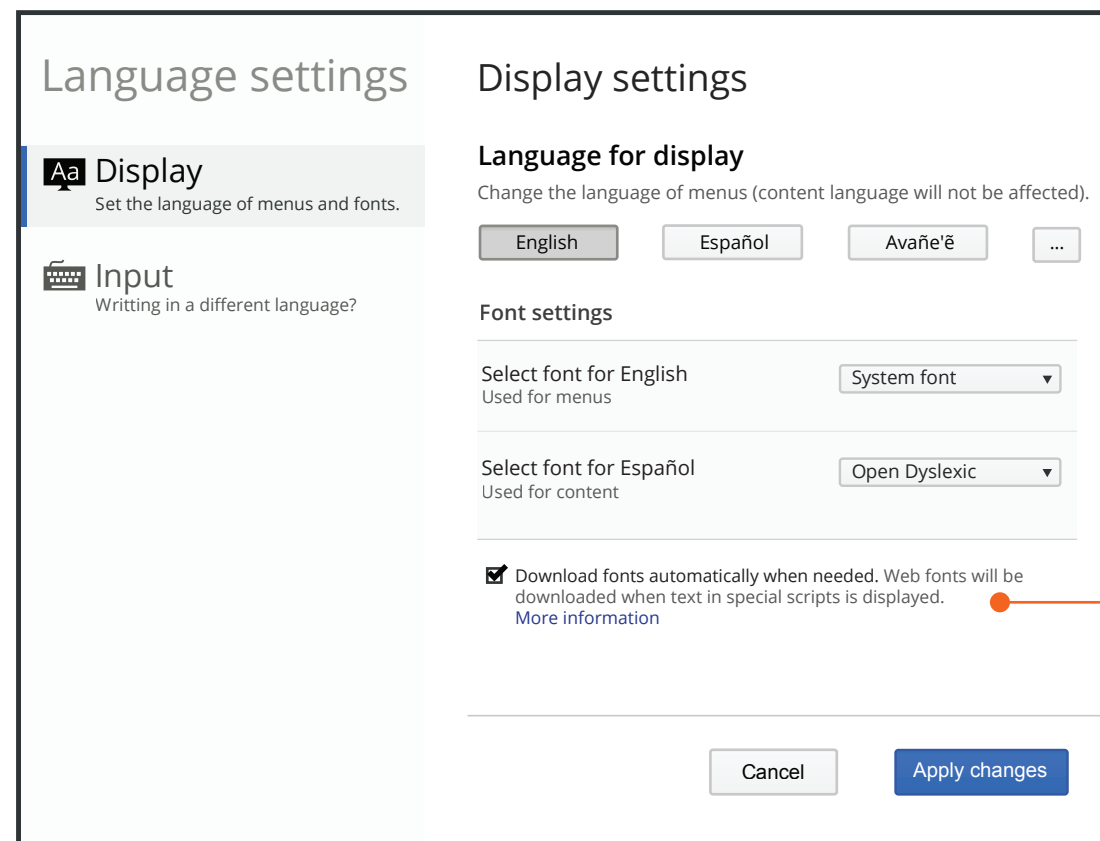 Language settings
Display
Set the language of menus and fonts.
Input
Writting in a different language?
Display settings
Language for display
Change the language of menus (content language will not be affected).
English Español Avañe'ẽ ...
Font settings
Select font for English System font
Used for menus
Select font for Español Open Dyslexic
Used for content
Download fonts automatically when needed. Web fonts will be
downloaded when text in special scripts is displayed.
More information
Cancel Apply changes